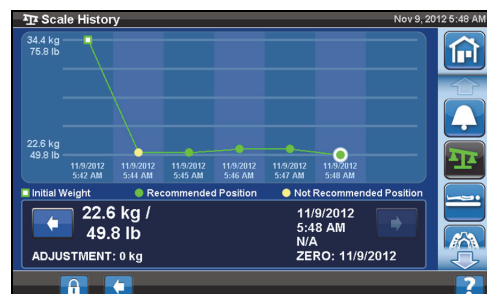 Scale History
Nov 9, 2012 5:48 AM
34.4 kg
75.8 lb
22.6 kg
49.8 lb
11/9/2012 11/9/2012 11/9/2012 11/9/2012 11/9/2012 11/9/2012
5:42 AM 5:44 AM 5:45 AM 5:46 AM 5:47 AM 5:48 AM
Initial Weight Recommended Position Not Recommended Position
22.6 kg /
49.8 lb
ADJUSTMENT: 0 kg
11/9/2012
5:48 AM
N/A
ZERO: 11/9/2012
?